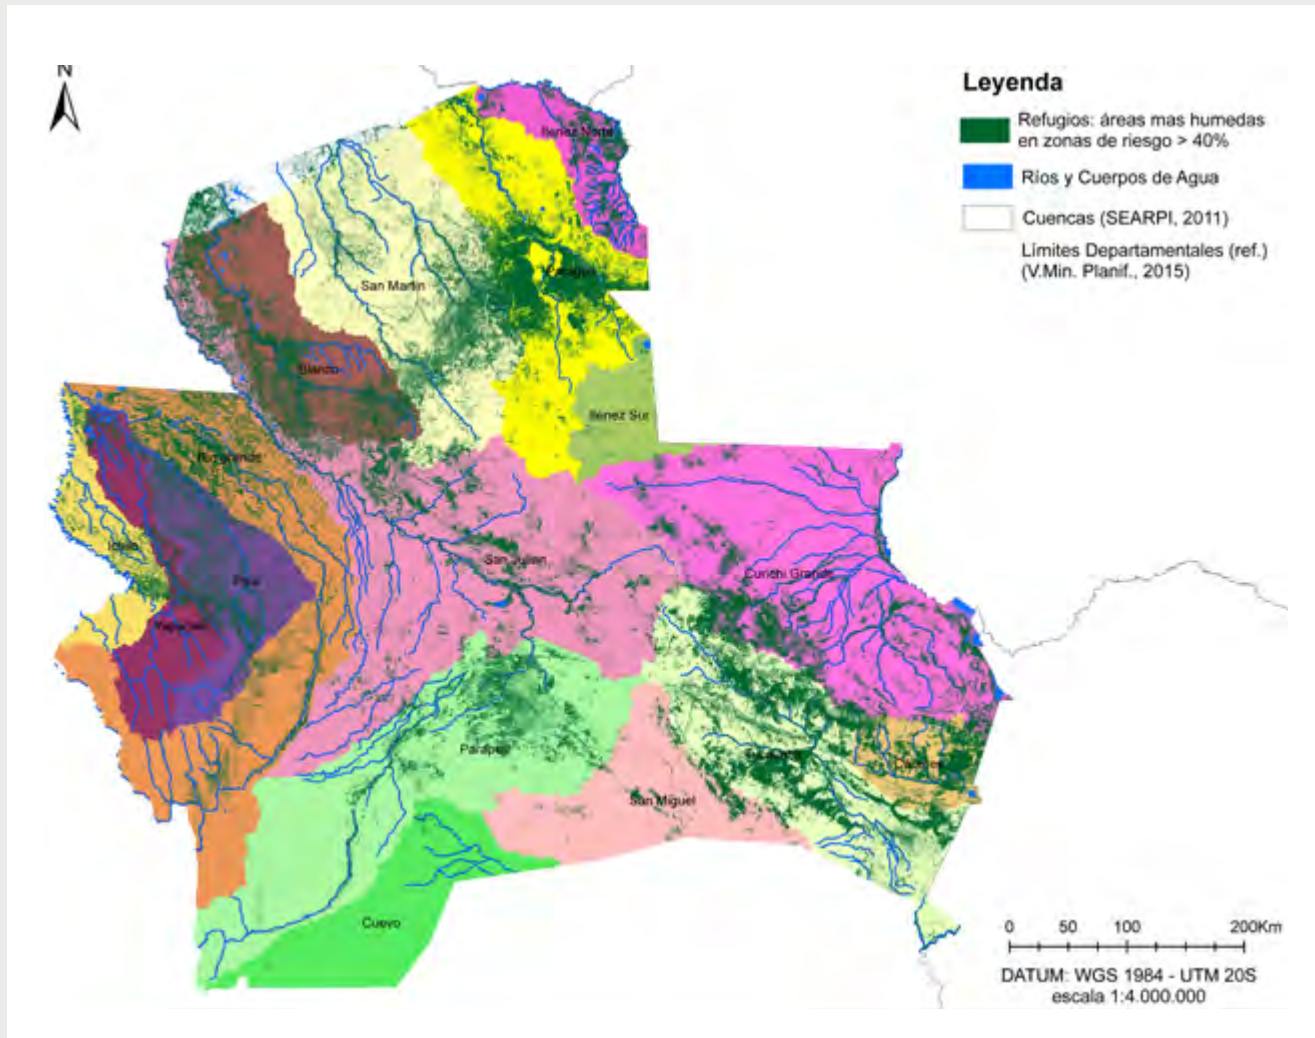 N
Leyenda
Refugios: áreas mas humedas
en zonas de riesgo > 40%
Ríos y Cuerpos de Agua
Cuencas (SEARPI, 2011)
Límites Departamentales (ref.)
(V.Min. Planif., 2015)
Itenez Norte
San Martin
Blanco
Itenez Sur
Rio Grande
San Julian
Curichi Grande
Parapeti
San Miguel
Cuevo
0 50 100 200Km
DATUM: WGS 1984 - UTM 20S
escala 1:4.000.000